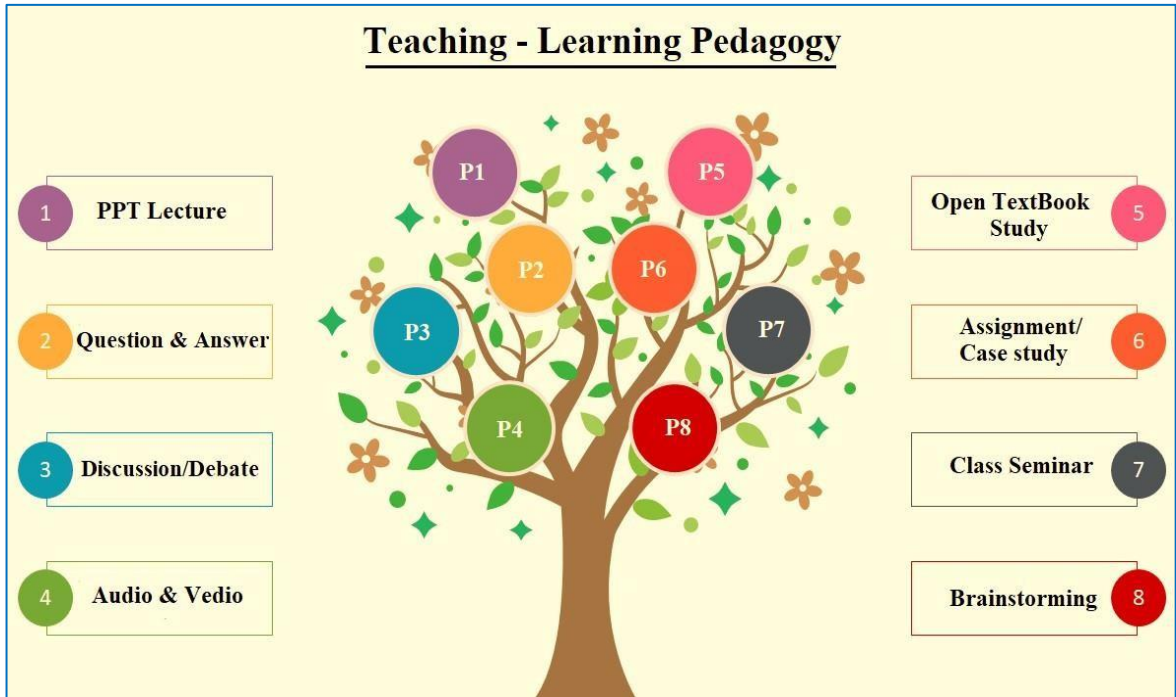 Teaching - Learning Pedagogy
P1
P5
P2
P6
P3
P7
P4
P8
1 PPT Lecture
2 Question & Answer
3 Discussion/Debate
4 Audio & Vedio
Open TextBook
Study 5
Assignment/
Case study 6
Class Seminar 7
Brainstorming 8